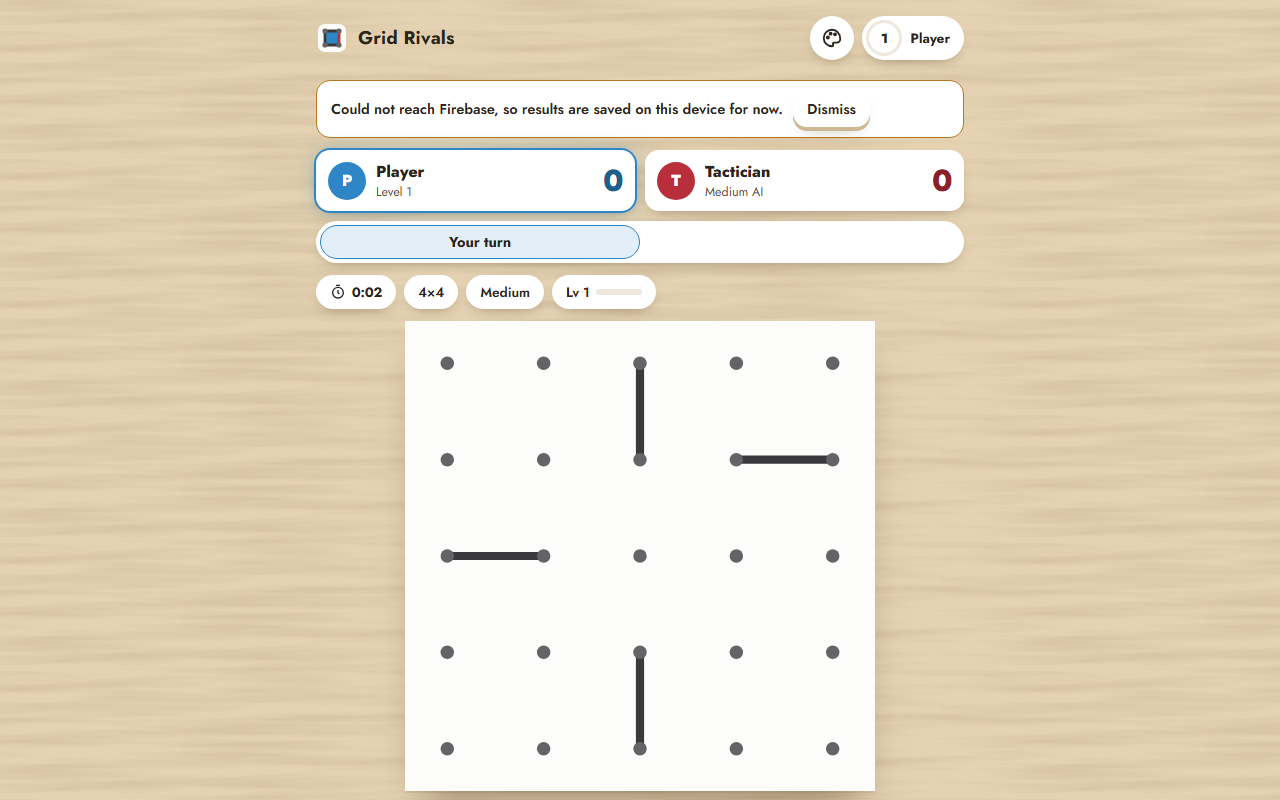 Grid Rivals
1 Player
Could not reach Firebase, so results are saved on this device for now. Dismiss
P Player 0
Level 1
T Tactician 0
Medium AI
Your turn
0:02 4×4 Medium Lv 1